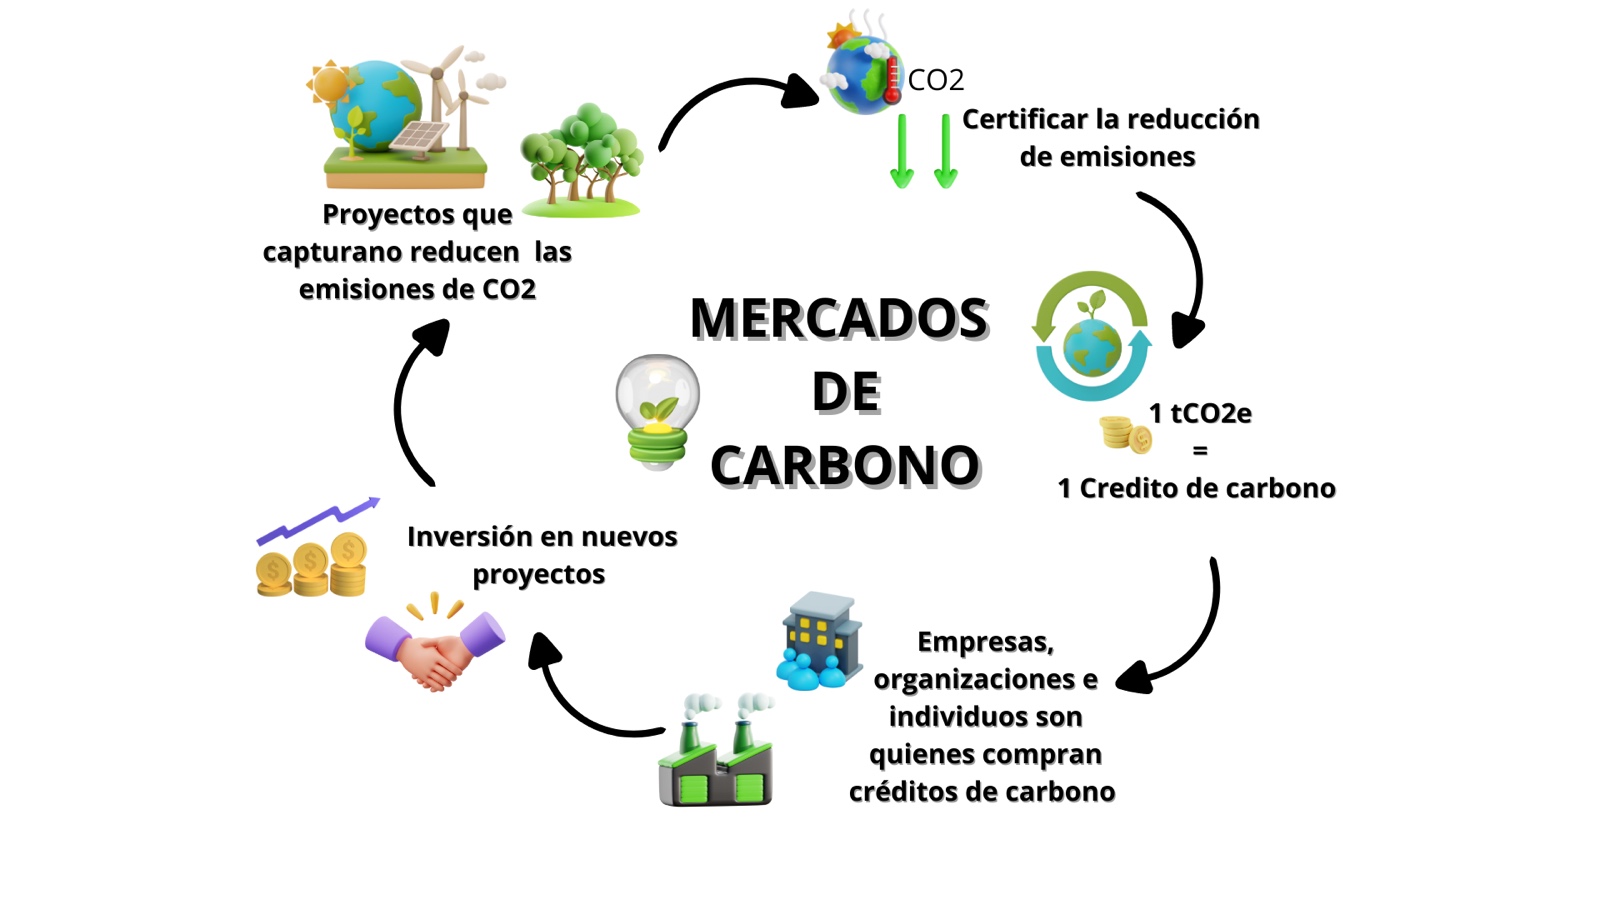 CO2
Certificar la reducción
de emisiones
Proyectos que
capturano reducen  las
emisiones de CO2
MERCADOS
DE
CARBONO
1 tCO2e
=
1 Credito de carbono
Inversión en nuevos
proyectos
Empresas,
organizaciones e
individuos son
quienes compran
créditos de carbono